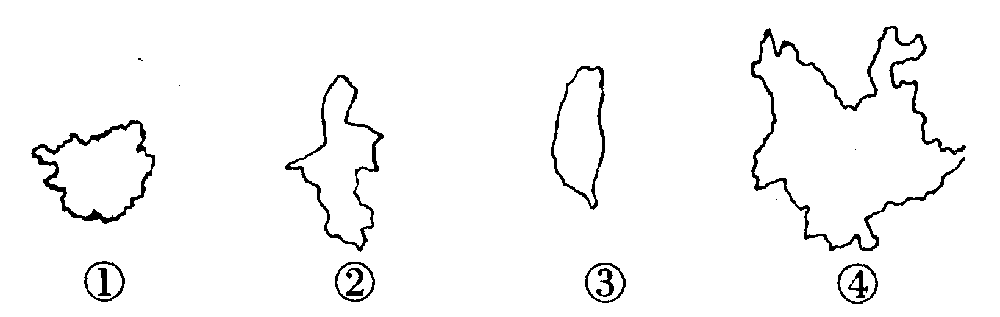 ① ② ③ ④